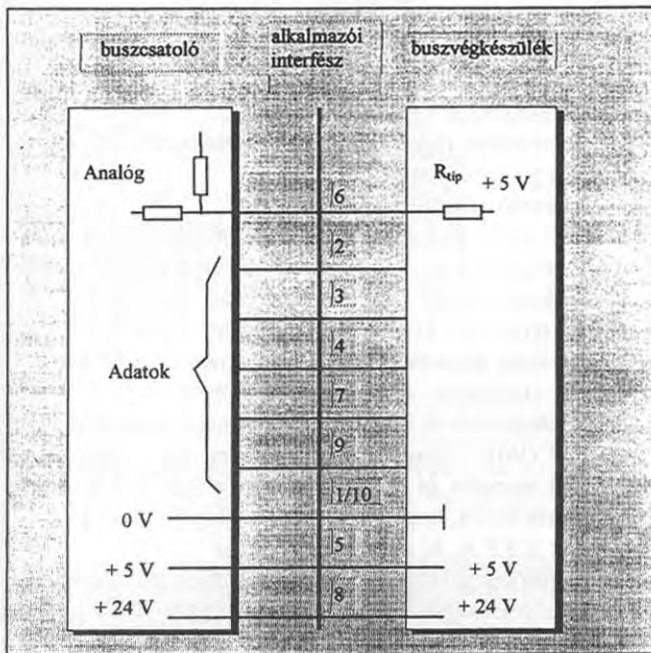 buszcsatoló
alkalmazói
interfész
buszvégkészülék
Analóg
R_típ
+ 5 V
6
2
3
4
7
9
Adatok
1/10
0 V
5
+ 5 V
+ 5 V
8
+ 24 V
+ 24 V